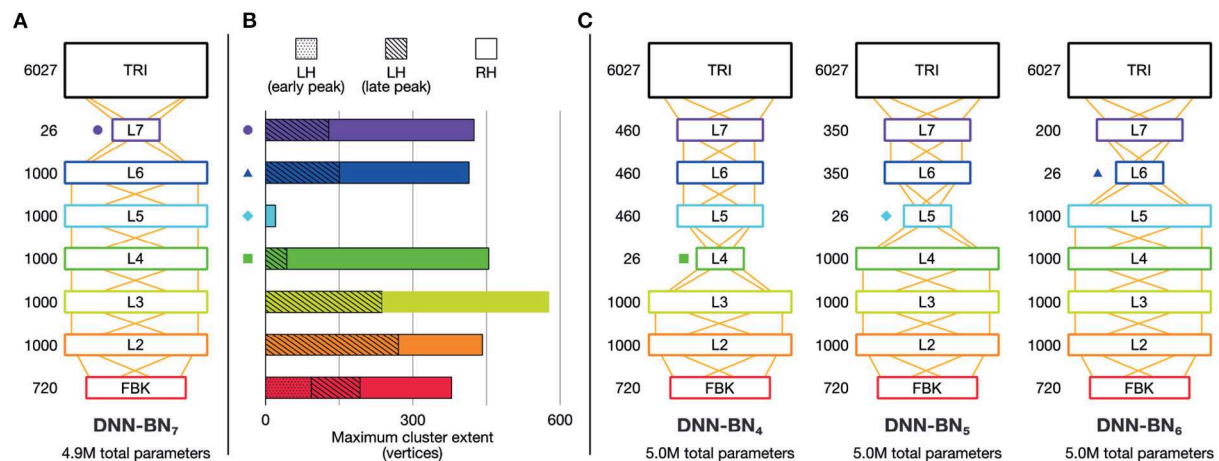 A
6027
TRI
26
L7
1000
L6
1000
L5
1000
L4
1000
L3
1000
L2
720
FBK
DNN-BN₇
4.9M total parameters
B
LH
(early peak)
LH
(late peak)
RH
0
300
600
Maximum cluster extent
(vertices)
C
6027
TRI
460
L7
460
L6
460
L5
26
L4
1000
L3
1000
L2
720
FBK
DNN-BN₄
5.0M total parameters
6027
TRI
350
L7
350
L6
26
L5
1000
L4
1000
L3
1000
L2
720
FBK
DNN-BN₅
5.0M total parameters
6027
TRI
200
L7
26
L6
1000
L5
1000
L4
1000
L3
1000
L2
720
FBK
DNN-BN₆
5.0M total parameters